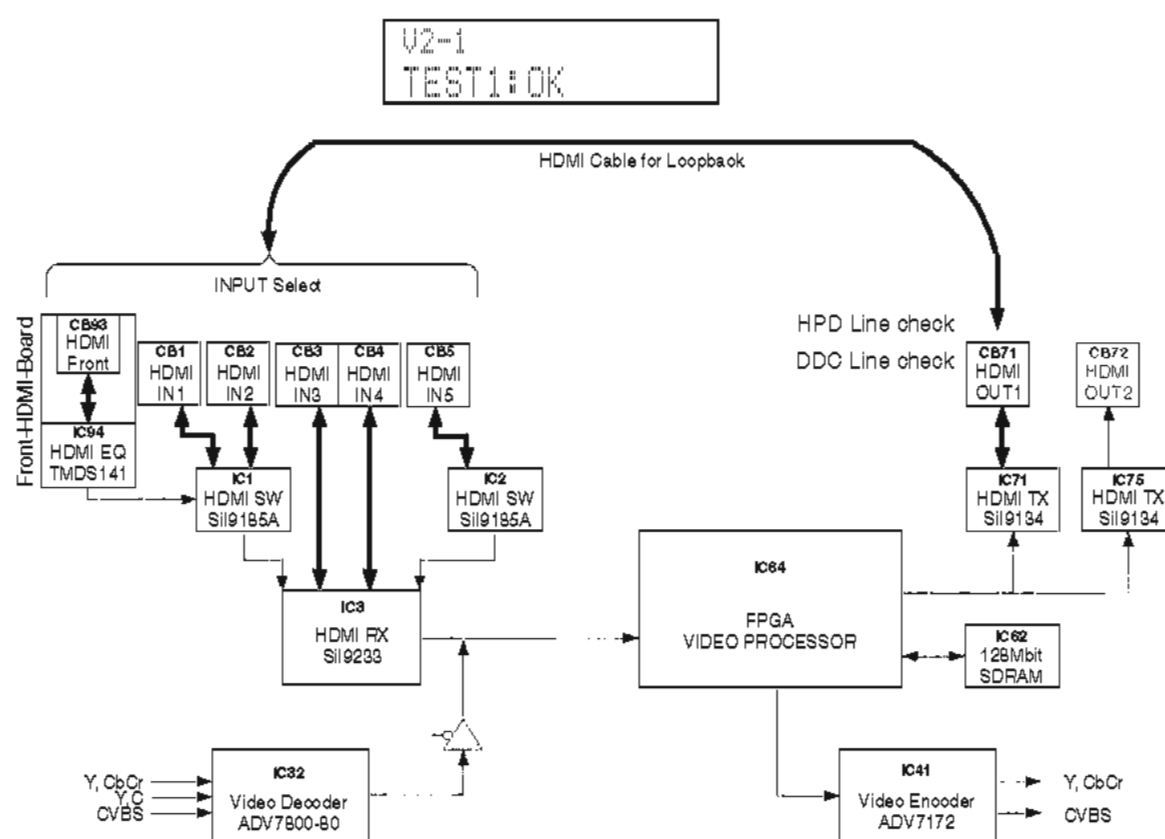 V2-1
TEST1:OK
HDMI Cable for Loopback
INPUT Select
HPD Line check
DDC Line check
Front-HDMI-Board
CB93
HDMI
Front
CB1
HDMI
IN1
CB2
HDMI
IN2
CB3
HDMI
IN3
CB4
HDMI
IN4
CB5
HDMI
IN5
CB71
HDMI
OUT1
CB72
HDMI
OUT2
IC94
HDMI EQ
TMDS141
IC1
HDMI SW
SiI9185A
IC2
HDMI SW
SiI9185A
IC71
HDMI TX
SiI9134
IC75
HDMI TX
SiI9134
IC3
HDMI RX
SiI9233
IC64
FPGA
VIDEO PROCESSOR
IC62
128Mbit
SDRAM
Y, CbCr
Y,C
CVBS
IC32
Video Decoder
ADV7800-80
IC41
Video Encoder
ADV7172
Y, CbCr
CVBS